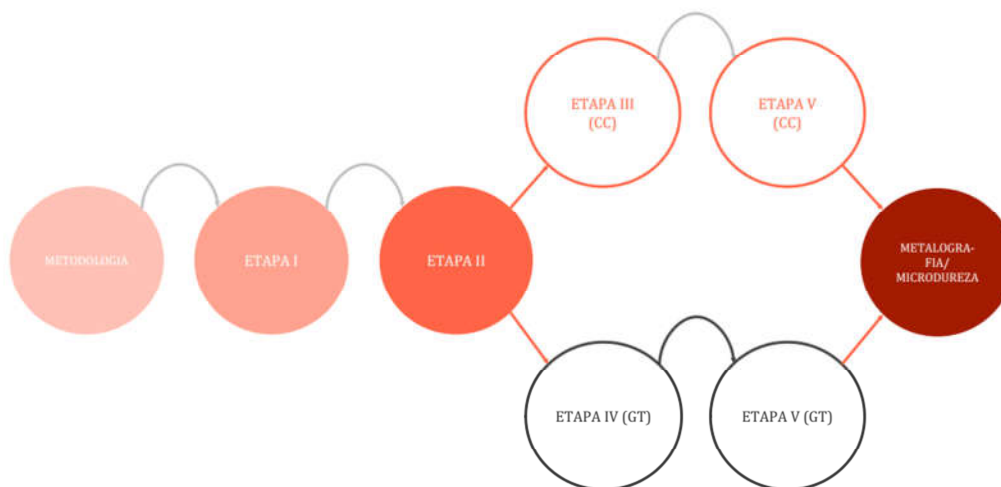 METODOLOGIA
ETAPA I
ETAPA II
ETAPA III
(CC)
ETAPA V
(CC)
METALOGRA-
FIA/
MICRODUREZA
ETAPA IV (GT)
ETAPA V (GT)